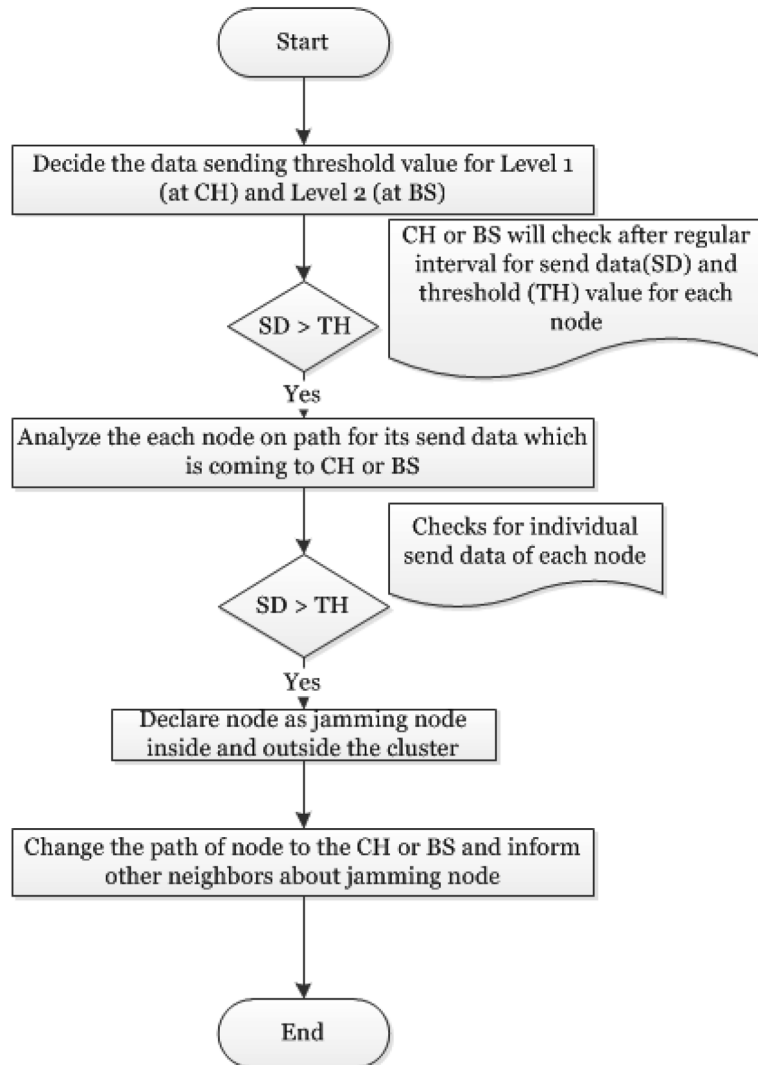 Start
Decide the data sending threshold value for Level 1
(at CH) and Level 2 (at BS)
CH or BS will check after regular
interval for send data(SD) and
threshold (TH) value for each
node
SD > TH
Yes
Analyze the each node on path for its send data which
is coming to CH or BS
Checks for individual
send data of each node
SD > TH
Yes
Declare node as jamming node
inside and outside the cluster
Change the path of node to the CH or BS and inform
other neighbors about jamming node
End